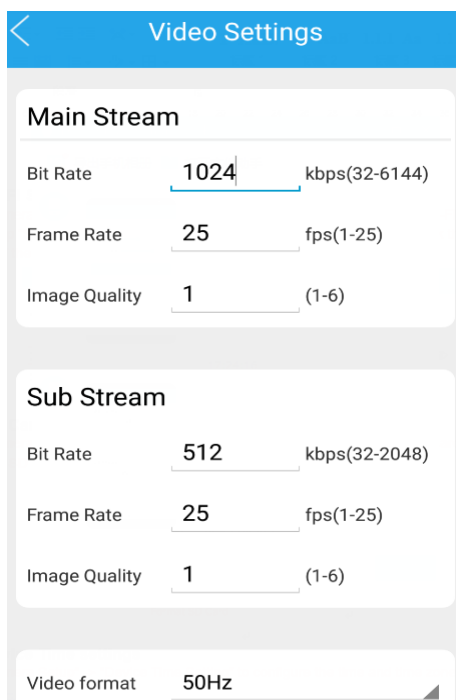 Video Settings
Main Stream
Bit Rate 1024 kbps(32-6144)
Frame Rate 25 fps(1-25)
Image Quality 1 (1-6)
Sub Stream
Bit Rate 512 kbps(32-2048)
Frame Rate 25 fps(1-25)
Image Quality 1 (1-6)
Video format 50Hz